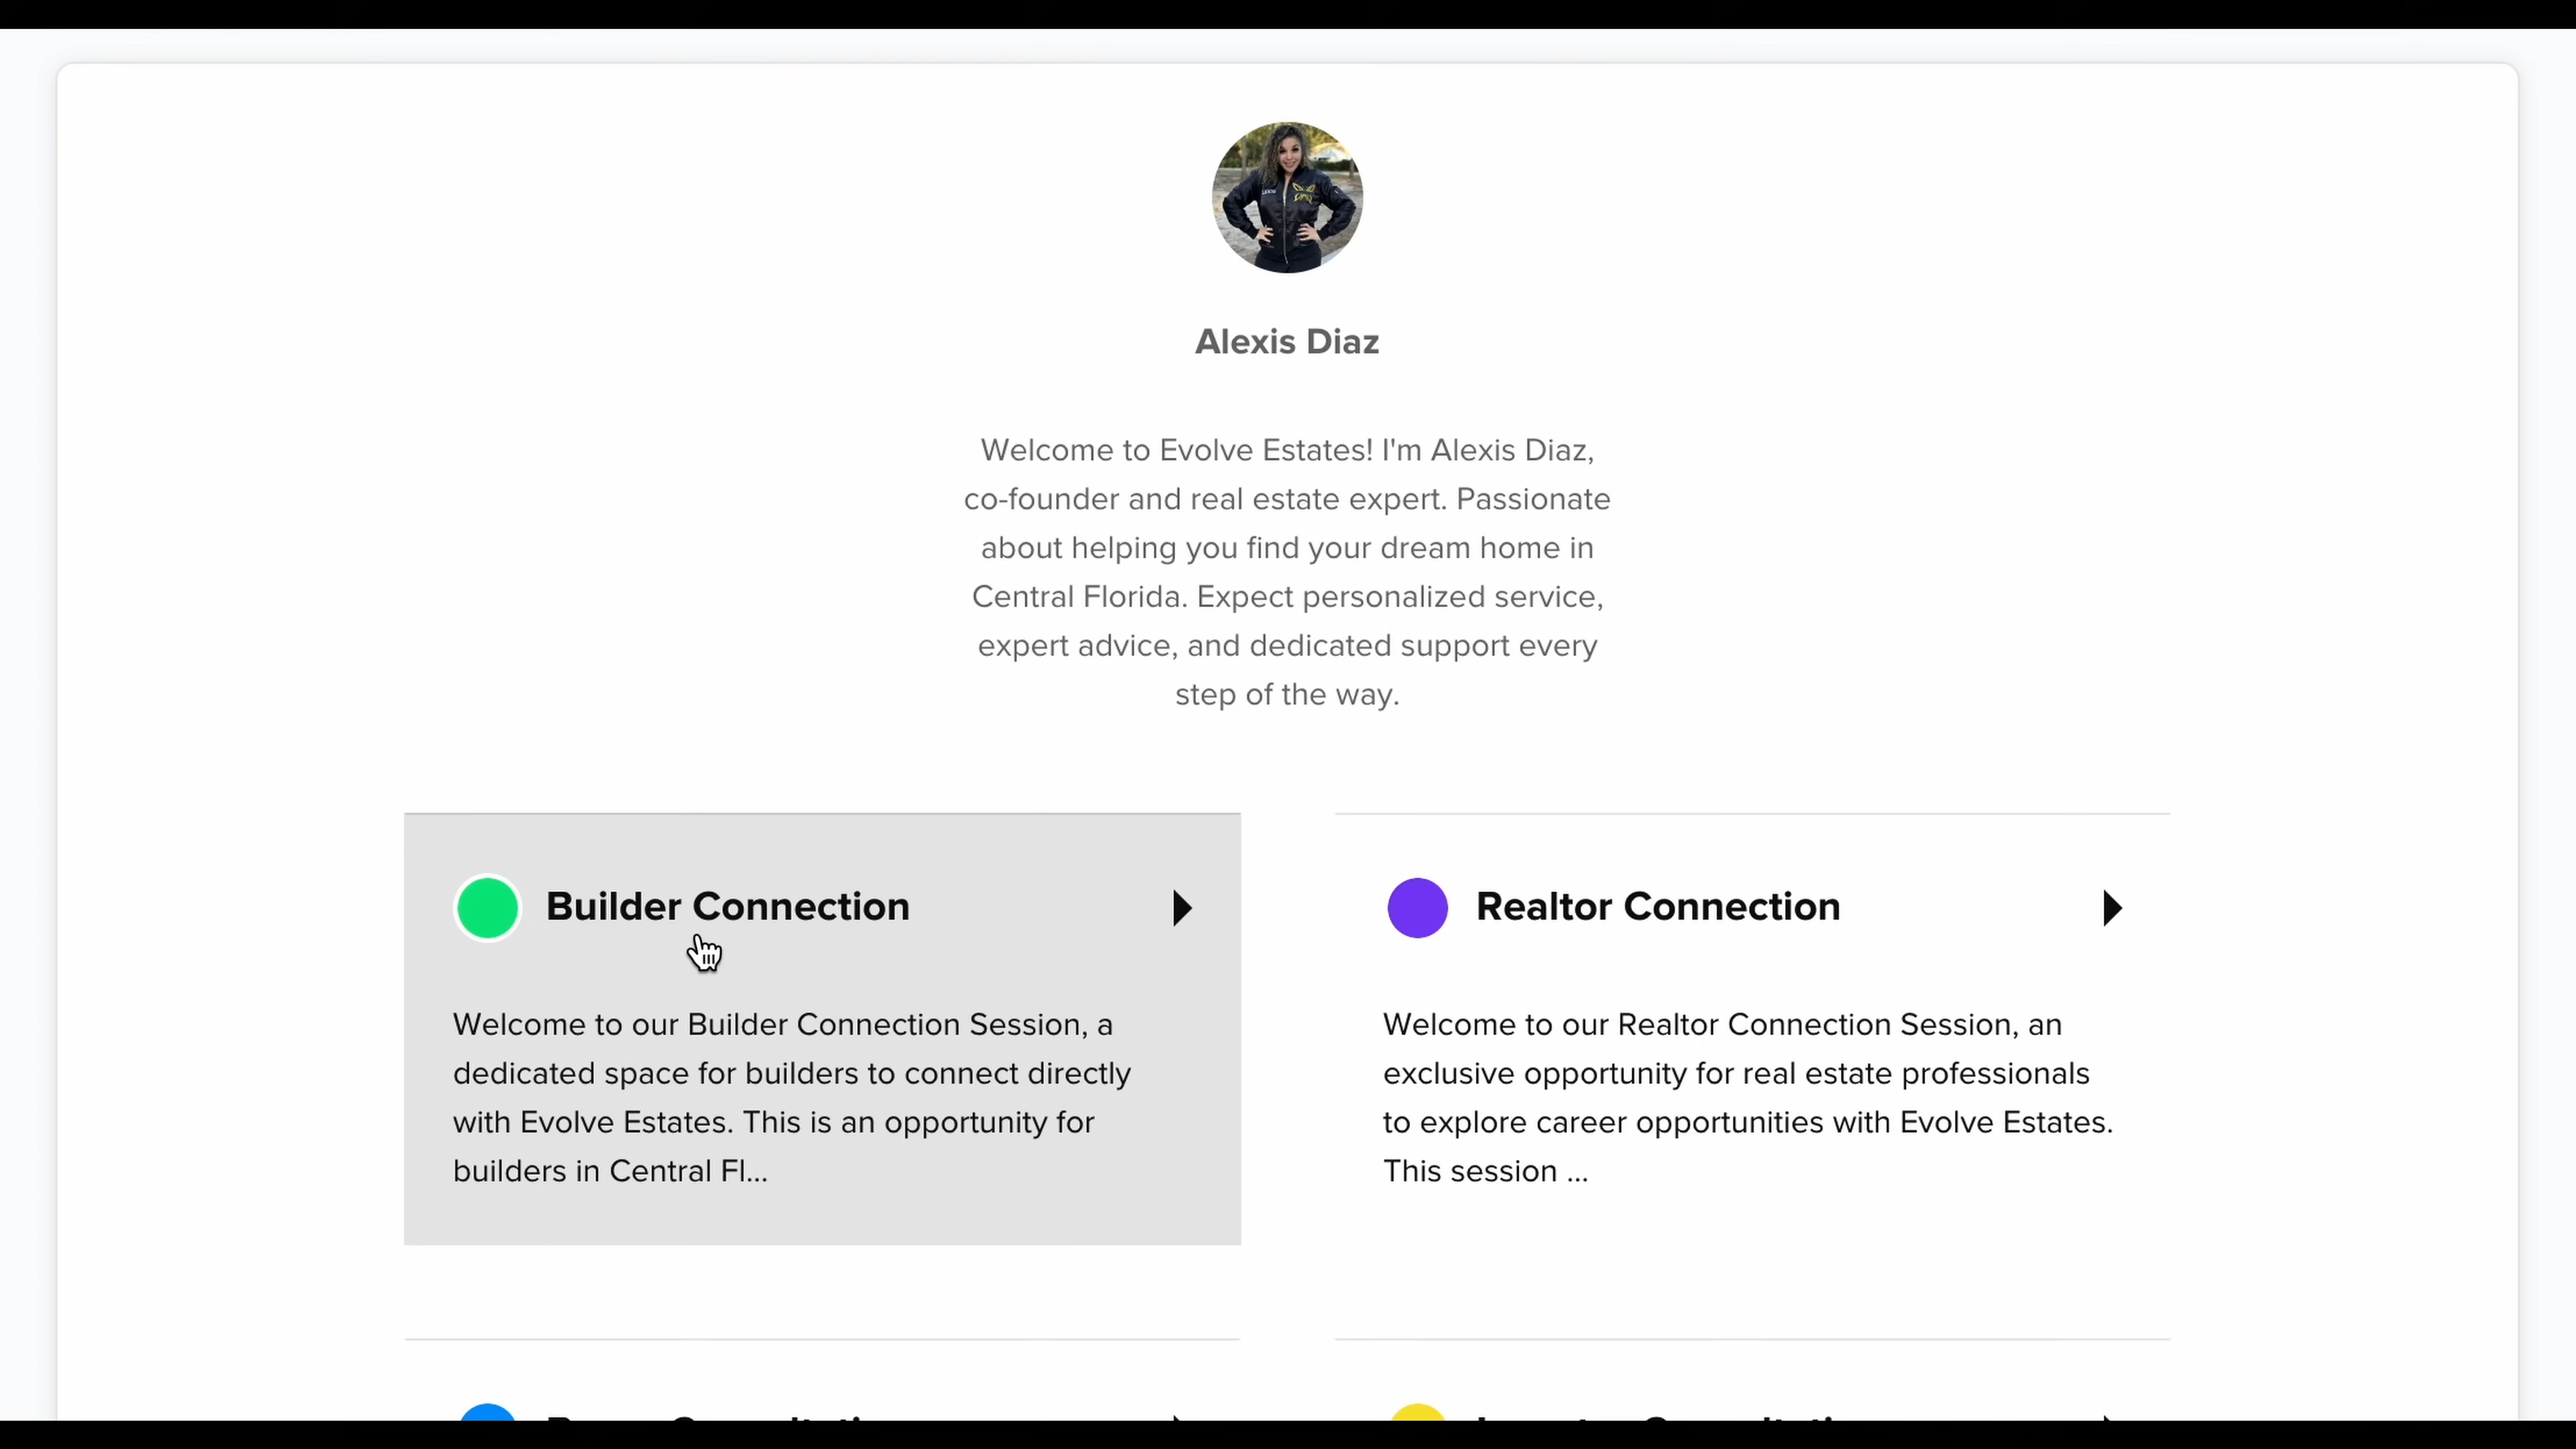 Alexis Diaz
Welcome to Evolve Estates! I'm Alexis Diaz,
co-founder and real estate expert. Passionate
about helping you find your dream home in
Central Florida. Expect personalized service,
expert advice, and dedicated support every
step of the way.
Builder Connection
Welcome to our Builder Connection Session, a
dedicated space for builders to connect directly
with Evolve Estates. This is an opportunity for
builders in Central Fl...
Realtor Connection
Welcome to our Realtor Connection Session, an
exclusive opportunity for real estate professionals
to explore career opportunities with Evolve Estates.
This session ...